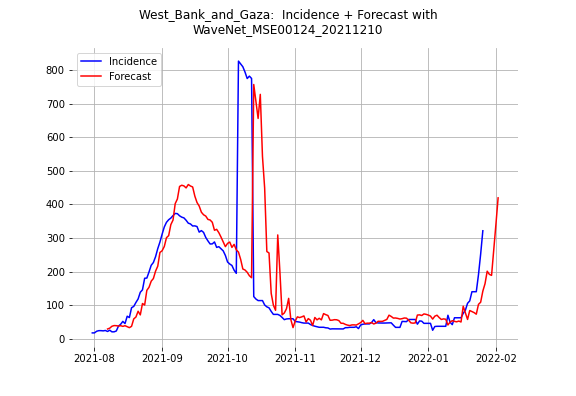 West_Bank_and_Gaza:  Incidence + Forecast with
WaveNet_MSE00124_20211210
Incidence
Forecast
800
700
600
500
400
300
200
100
0
2021-08 2021-09 2021-10 2021-11 2021-12 2022-01 2022-02